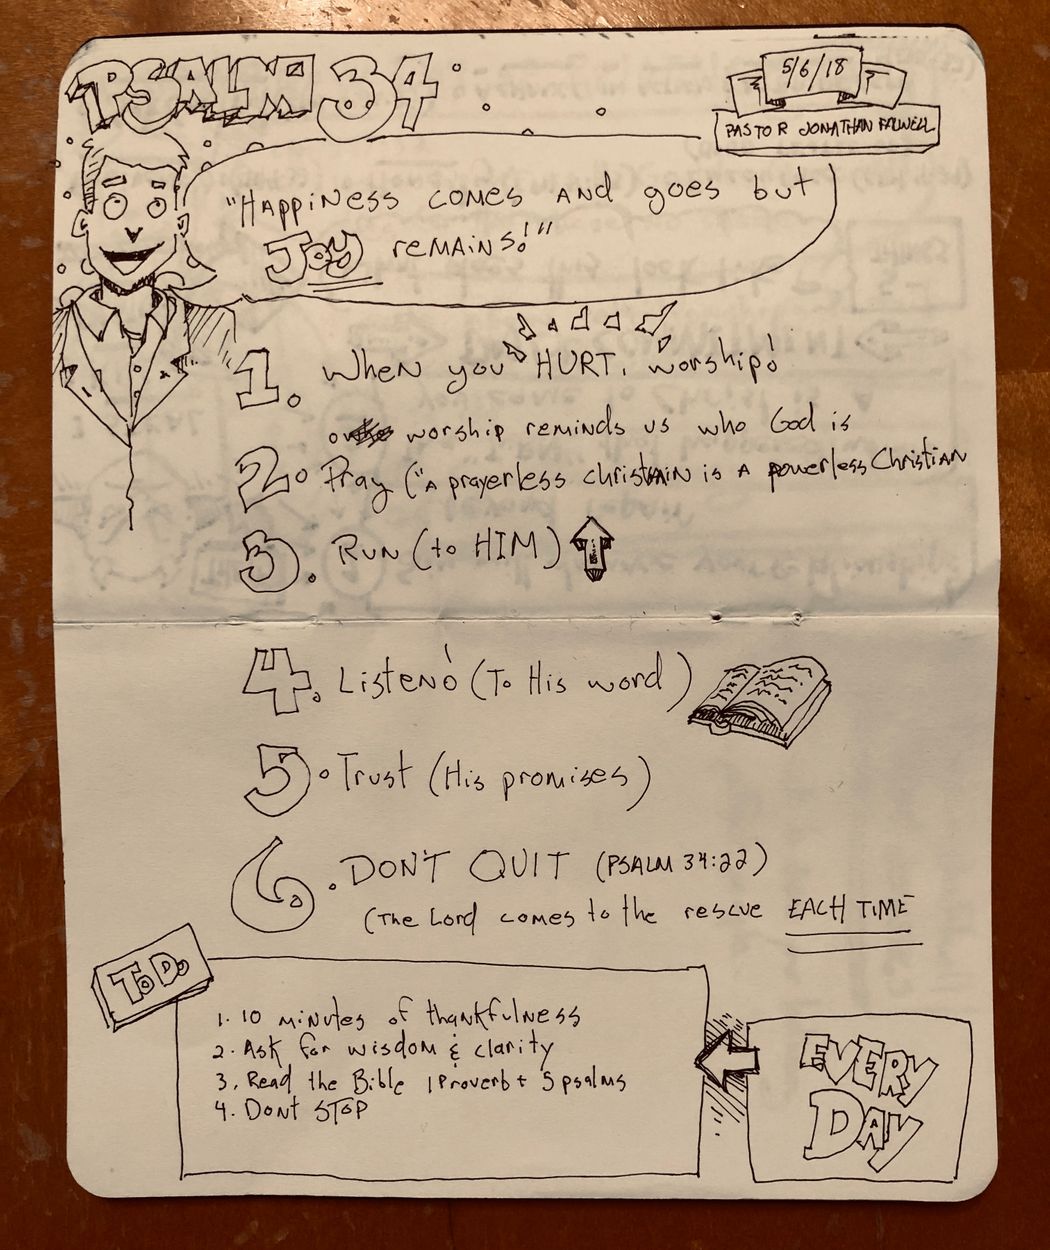 PSALM 34
5/6/18
PASTOR JONATHAN FALWELL
"HAPPINESS COMES AND goes but
Joy REMAINS!"
1. When you HURT, worship!
worship reminds us who God is
2. Pray ("A prayerless christain is A powerless Christian
3. RUN (to HIM)
4. Listen! (To His word)
5. Trust (His promises)
6. DONT QUIT (PSALM 34:22)
(The Lord comes to the rescue EACH TIME
To Do
1. 10 minutes of thankfulness
2. Ask for wisdom & clarity
3. Read the Bible 1 Proverb + 5 psalms
4. Dont STOP
EVERY
DAY